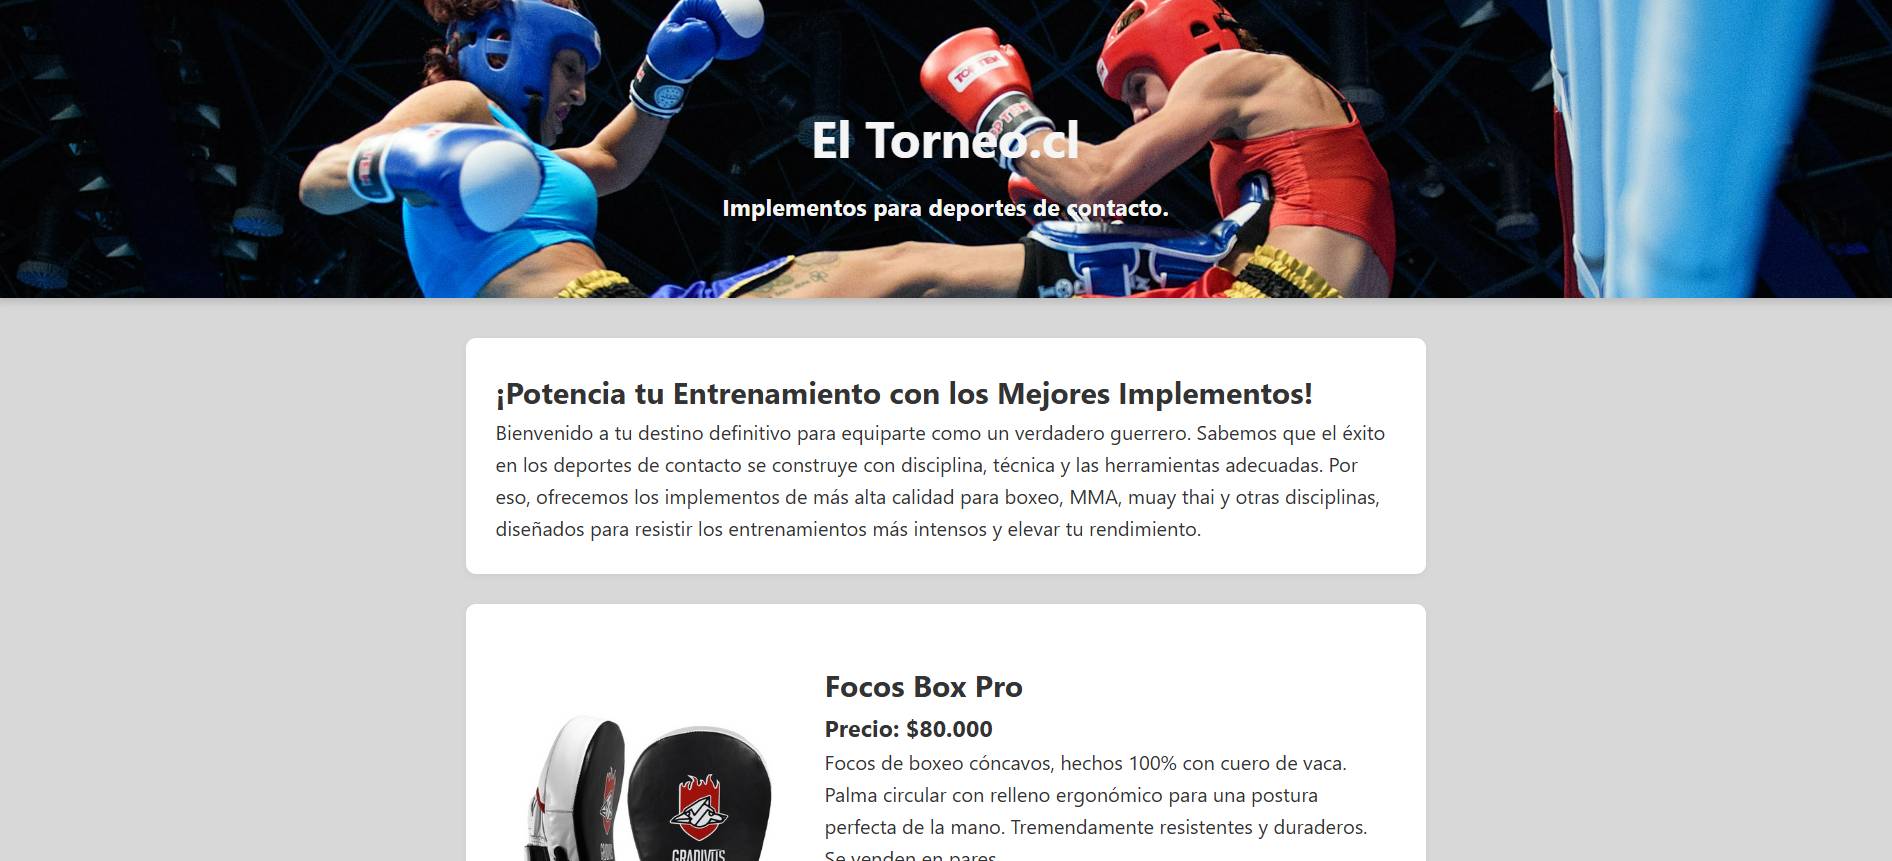 TOP TEN
El Torneo.cl
Implementos para deportes de contacto.
¡Potencia tu Entrenamiento con los Mejores Implementos!
Bienvenido a tu destino definitivo para equiparte como un verdadero guerrero. Sabemos que el éxito
en los deportes de contacto se construye con disciplina, técnica y las herramientas adecuadas. Por
eso, ofrecemos los implementos de más alta calidad para boxeo, MMA, muay thai y otras disciplinas,
diseñados para resistir los entrenamientos más intensos y elevar tu rendimiento.
Focos Box Pro
Precio: $80.000
Focos de boxeo cóncavos, hechos 100% con cuero de vaca.
Palma circular con relleno ergonómico para una postura
perfecta de la mano. Tremendamente resistentes y duraderos.
Se venden en pares.
GRADIVUS